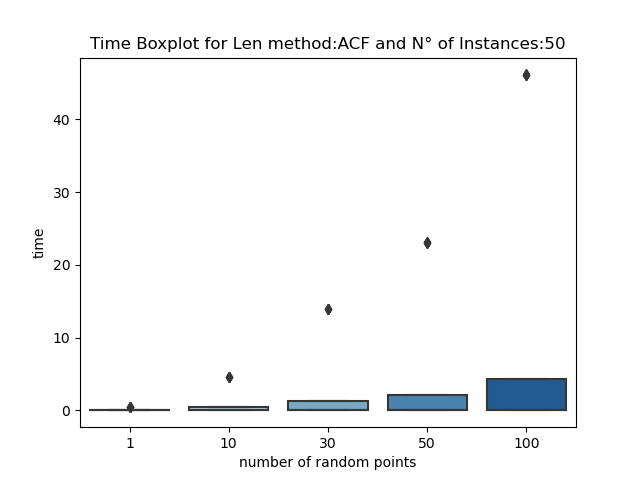 Time Boxplot for Len method:ACF and N° of Instances:50
40
30
20
10
0
time
1 10 30 50 100
number of random points